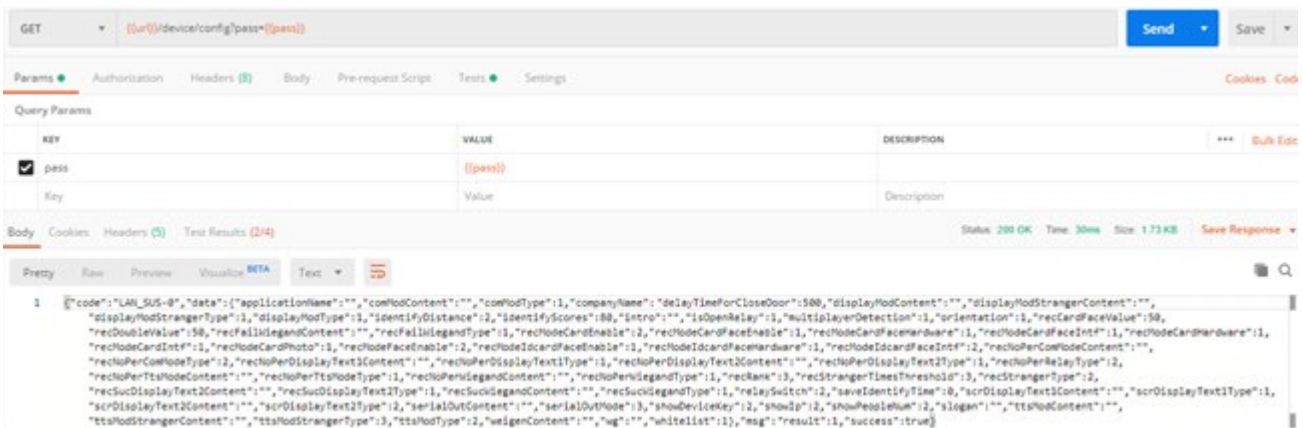 GET {{url}}/device/config?pass={{pass}} Send Save
Params Authorization Headers (8) Body Pre-request Script Tests Settings Cookies Code
Query Params
KEY VALUE DESCRIPTION ••• Bulk Edit
pass {{pass}}
Key Value Description
Body Cookies Headers (5) Test Results (2/4) Status: 200 OK Time: 30ms Size: 1.73 KB Save Response
Pretty Raw Preview Visualize BETA Text
1 {"code":"LAN_SUS-0","data":{"applicationName":"","comModContent":"","comModType":1,"companyName":"delayTimeForCloseDoor":500,"displayModContent":"","displayModStrangerContent":"",
"displayModStrangerType":1,"displayModType":1,"identifyDistance":2,"identifyScores":80,"intro":"","isOpenRelay":1,"multiplayerDetection":1,"orientation":1,"recCardFaceValue":50,
"recDoubleValue":50,"recFailWiegandContent":"","recFailWiegandType":1,"recModeCardEnable":2,"recModeCardFaceEnable":1,"recModeCardFaceHardware":1,"recModeCardFaceIntf":1,"recModeCardHardware":1,
"recModeCardIntf":1,"recModeCardPhoto":1,"recModeFaceEnable":2,"recModeIdcardFaceEnable":1,"recModeIdcardFaceHardware":1,"recModeIdcardFaceIntf":2,"recNoPerComModeContent":"",
"recNoPerComModeType":2,"recNoPerDisplayText1Content":"","recNoPerDisplayText1Type":1,"recNoPerDisplayText2Content":"","recNoPerDisplayText2Type":1,"recNoPerRelayType":2,
"recNoPerTtsModeContent":"","recNoPerTtsModeType":1,"recNoPerWiegandContent":"","recNoPerWiegandType":1,"recRank":3,"recStrangerTimesThreshold":3,"recStrangerType":2,
"recSucDisplayText2Content":"","recSucDisplayText2Type":1,"recSucWiegandContent":"","recSucWiegandType":1,"relaySwitch":2,"saveIdentifyTime":0,"scrDisplayText1Content":"","scrDisplayText1Type":1,
"scrDisplayText2Content":"","scrDisplayText2Type":2,"serialOutContent":"","serialOutMode":3,"showDeviceKey":2,"showIp":2,"showPeopleNum":2,"slogan":"","ttsModContent":"",
"ttsModStrangerContent":"","ttsModStrangerType":3,"ttsModType":2,"weigenContent":"","wg":"","whitelist":1},"msg":"result":1,"success":true}